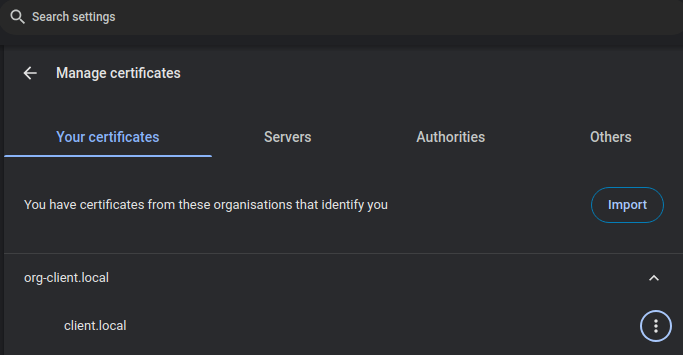 Search settings
Manage certificates
Your certificates Servers Authorities Others
You have certificates from these organisations that identify you Import
org-client.local
client.local